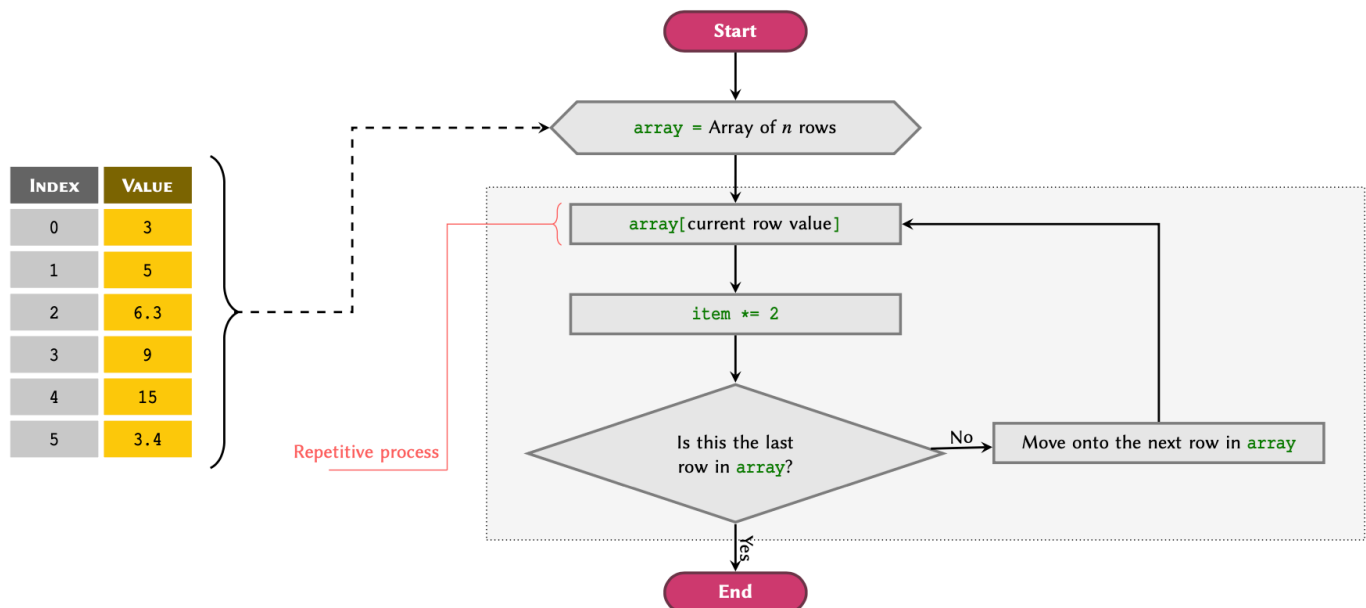 Start
array = Array of n rows
INDEX VALUE
0 3
1 5
2 6.3
3 9
4 15
5 3.4
array[current row value]
item *= 2
Repetitive process
Is this the last
row in array?
No
Move onto the next row in array
Yes
End